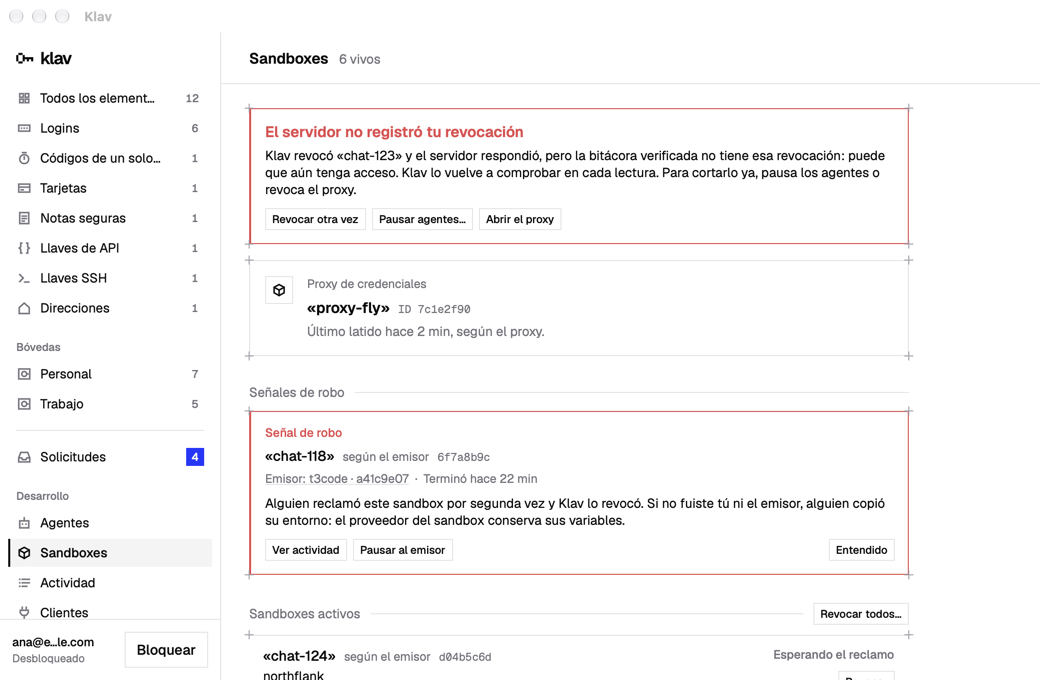 Klav
klav
Todos los element... 12
Logins 6
Códigos de un solo... 1
Tarjetas 1
Notas seguras 1
Llaves de API 1
Llaves SSH 1
Direcciones 1
Bóvedas
Personal 7
Trabajo 5
Solicitudes 4
Desarrollo
Agentes
Sandboxes
Actividad
Clientes
ana@e...le.com
Desbloqueado
Bloquear
Sandboxes 6 vivos
El servidor no registró tu revocación
Klav revocó «chat-123» y el servidor respondió, pero la bitácora verificada no tiene esa revocación: puede
que aún tenga acceso. Klav lo vuelve a comprobar en cada lectura. Para cortarlo ya, pausa los agentes o
revoca el proxy.
Revocar otra vez Pausar agentes... Abrir el proxy
Proxy de credenciales
«proxy-fly» ID 7c1e2f90
Último latido hace 2 min, según el proxy.
Señales de robo
Señal de robo
«chat-118» según el emisor 6f7a8b9c
Emisor: t3code · a41c9e07 · Terminó hace 22 min
Alguien reclamó este sandbox por segunda vez y Klav lo revocó. Si no fuiste tú ni el emisor, alguien copió
su entorno: el proveedor del sandbox conserva sus variables.
Ver actividad Pausar al emisor Entendido
Sandboxes activos Revocar todos...
«chat-124» según el emisor d04b5c6d Esperando el reclamo
northflank